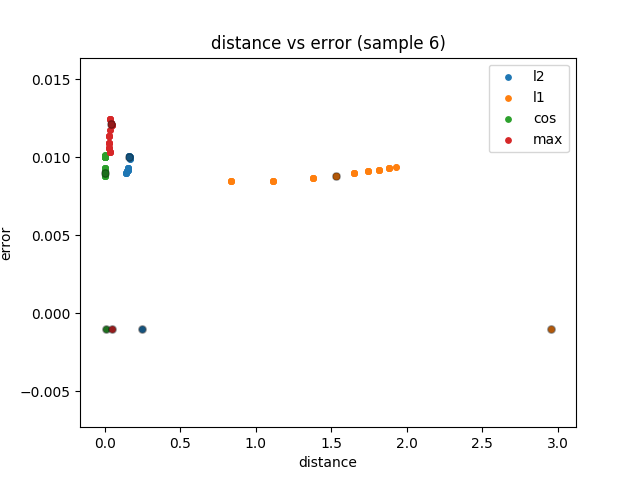 distance vs error (sample 6)
l2
l1
cos
max
0.015
0.010
0.005
0.000
−0.005
error
0.0 0.5 1.0 1.5 2.0 2.5 3.0
distance